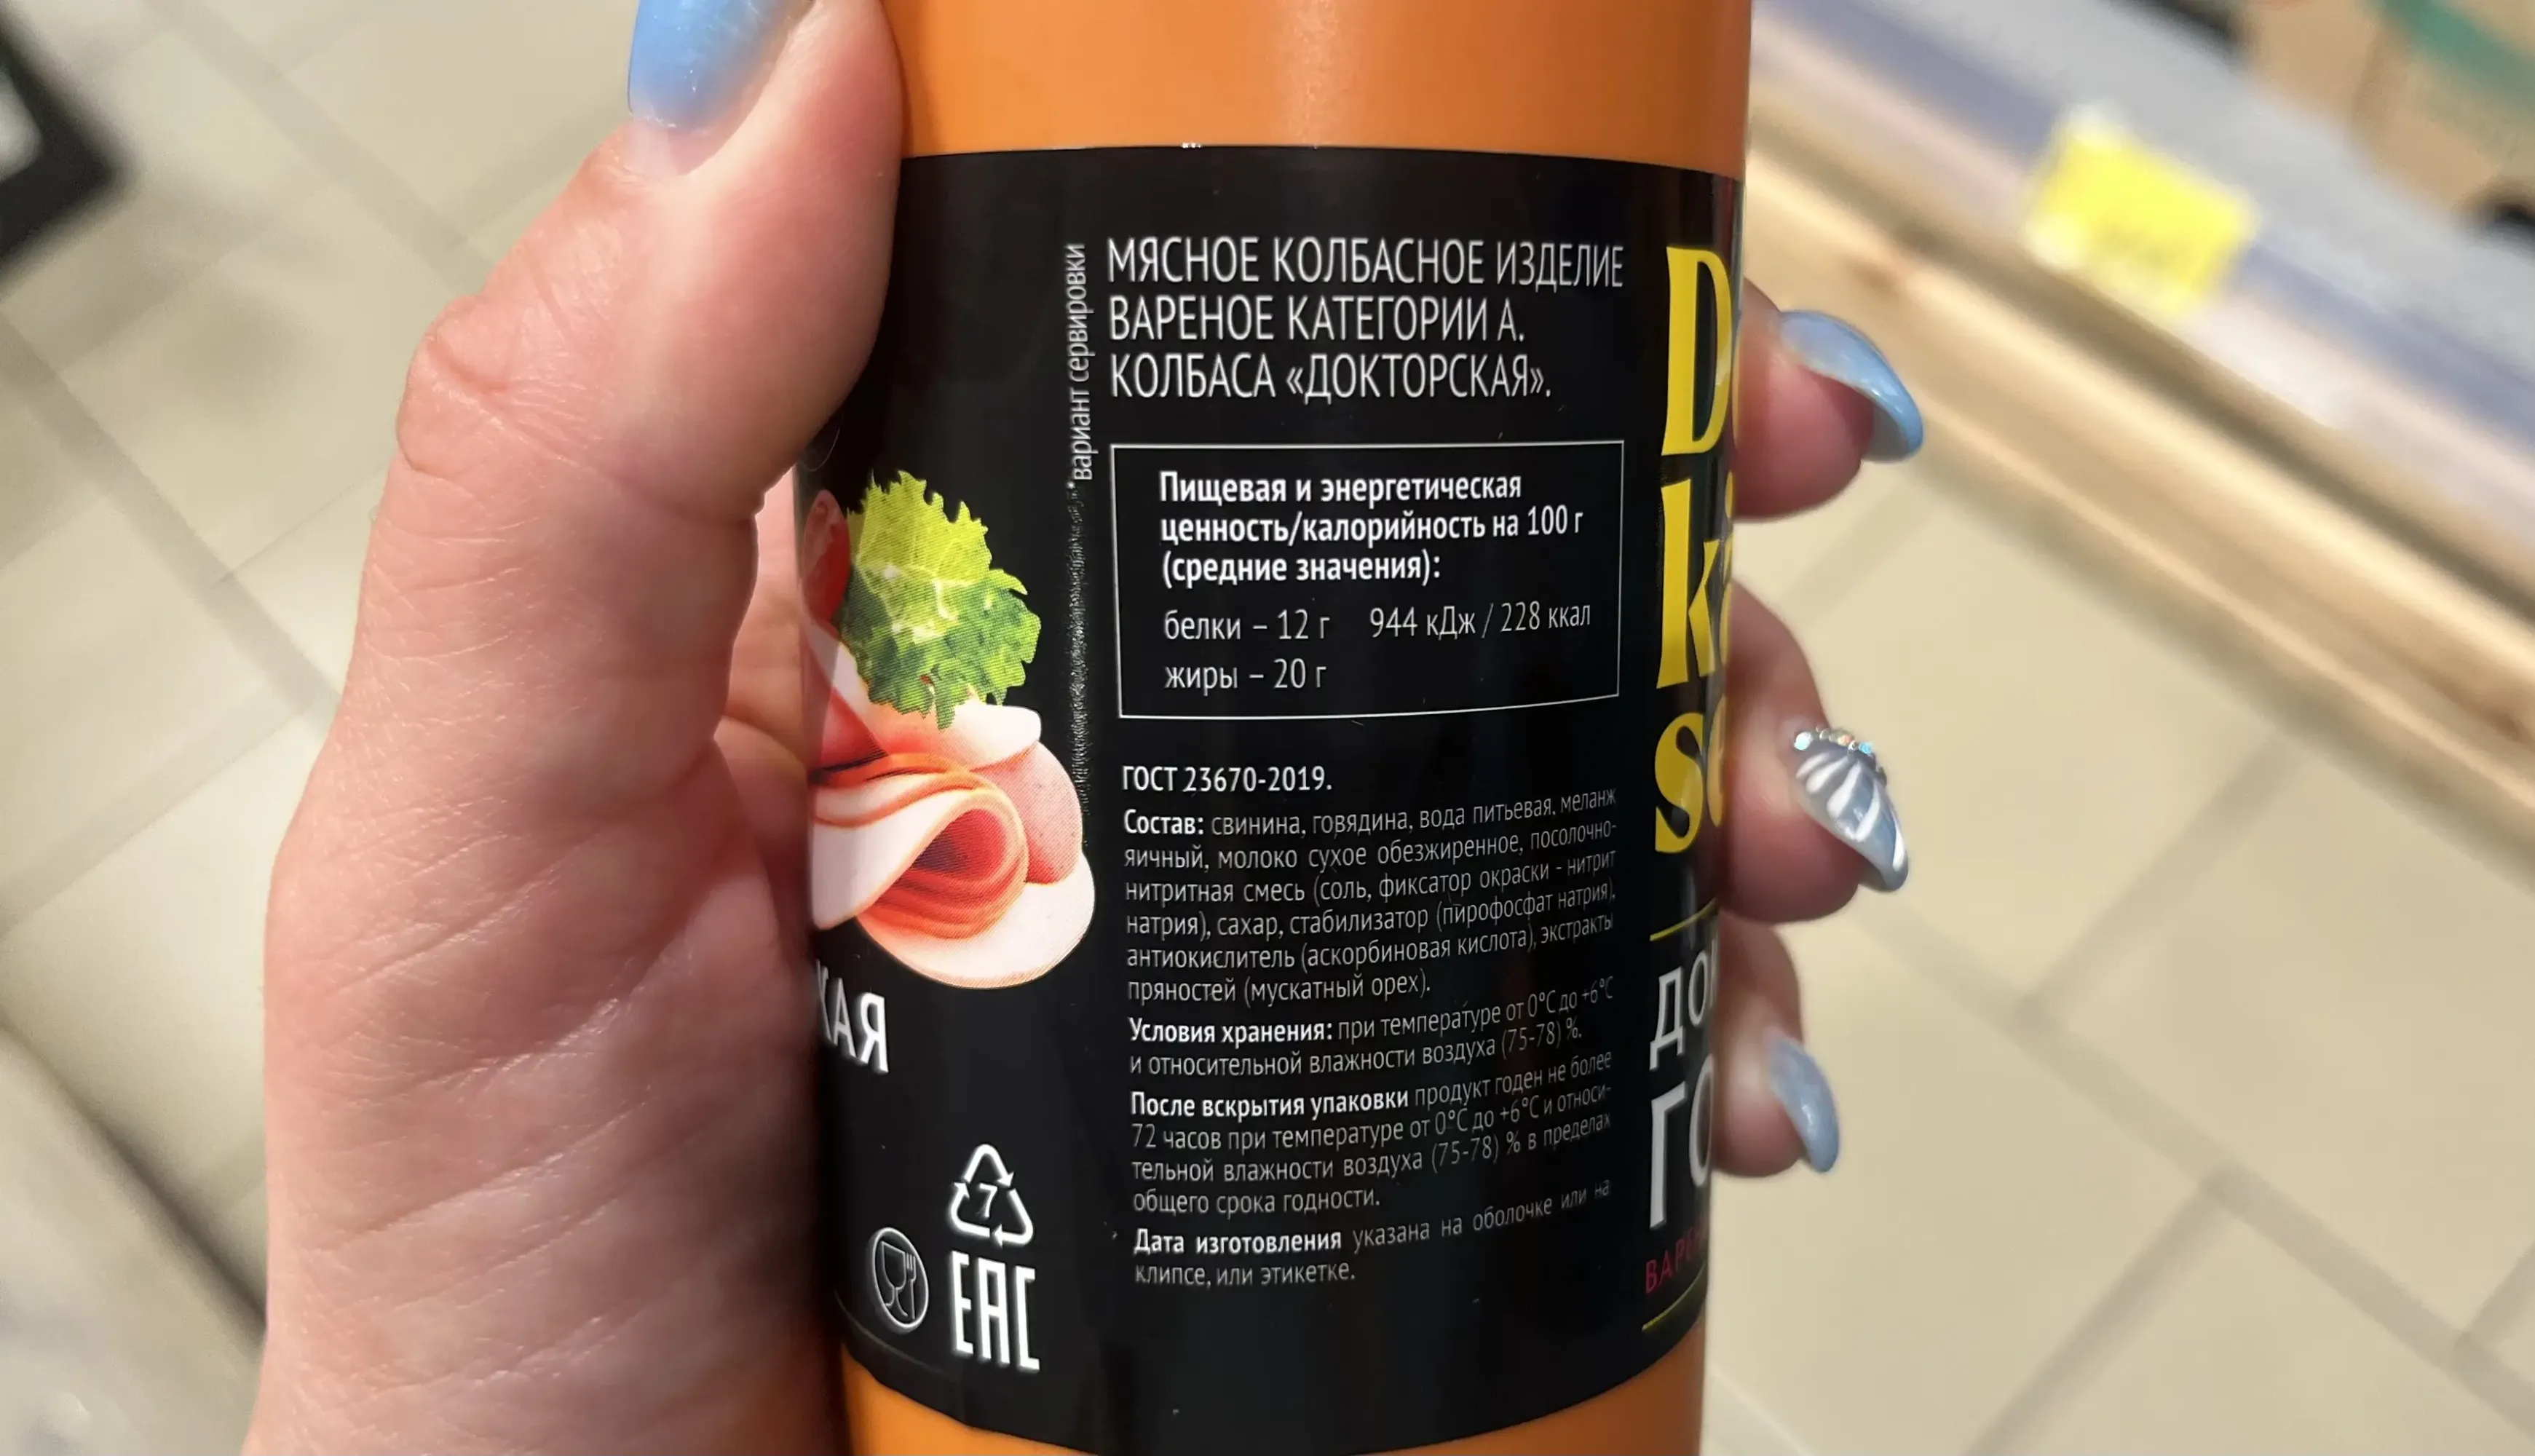 *вариант сервировки
МЯСНОЕ КОЛБАСНОЕ ИЗДЕЛИЕ
ВАРЕНОЕ КАТЕГОРИИ А.
КОЛБАСА «ДОКТОРСКАЯ».
Пищевая и энергетическая
ценность/калорийность на 100 г
(средние значения):
белки – 12 г 944 кДж / 228 ккал
жиры – 20 г
ГОСТ 23670-2019.
Состав: свинина, говядина, вода питьевая, меланж
яичный, молоко сухое обезжиренное, посолочно-
нитритная смесь (соль, фиксатор окраски - нитрит
натрия), сахар, стабилизатор (пирофосфат натрия),
антиокислитель (аскорбиновая кислота), экстракты
пряностей (мускатный орех).
Условия хранения: при температуре от 0°С до +6°С
и относительной влажности воздуха (75-78) %.
После вскрытия упаковки продукт годен не более
72 часов при температуре от 0°С до +6°С и относи-
тельной влажности воздуха (75-78) % в пределах
общего срока годности.
Дата изготовления указана на оболочке или на
клипсе, или этикетке.
КАЯ
7
EAC